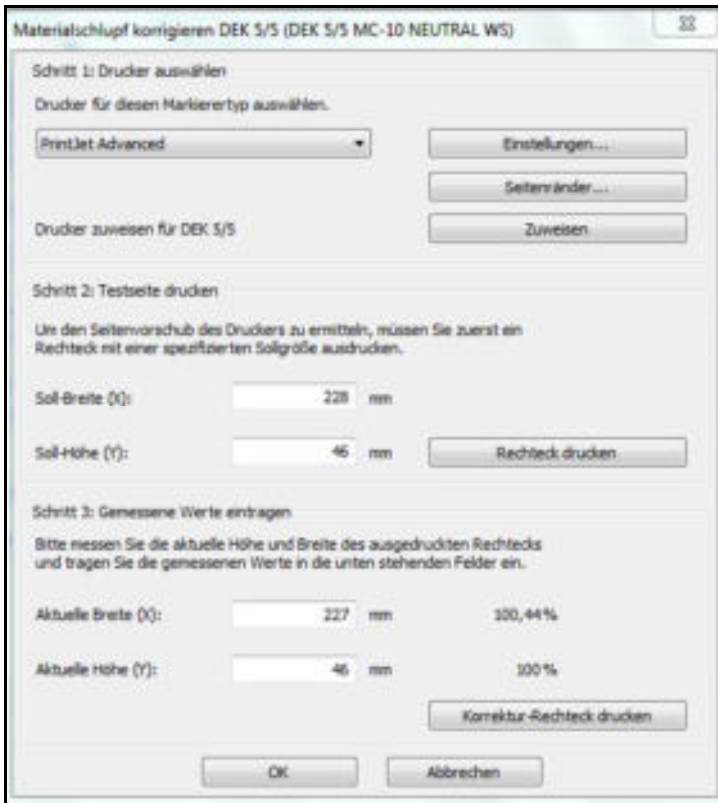 Materialschlupf korrigieren DEK 5/5 (DEK 5/5 MC-10 NEUTRAL WS)
Schritt 1: Drucker auswählen
Drucker für diesen Markierertyp auswählen.
PrintJet Advanced
Einstellungen...
Seitenränder...
Drucker zuweisen für DEK 5/5
Zuweisen
Schritt 2: Testseite drucken
Um den Seitenvorschub des Druckers zu ermitteln, müssen Sie zuerst ein
Rechteck mit einer spezifizierten Sollgröße ausdrucken.
Soll-Breite (X): 228 mm
Soll-Höhe (Y): 46 mm Rechteck drucken
Schritt 3: Gemessene Werte eintragen
Bitte messen Sie die aktuelle Höhe und Breite des ausgedruckten Rechtecks
und tragen Sie die gemessenen Werte in die unten stehenden Felder ein.
Aktuelle Breite (X): 227 mm 100,44%
Aktuelle Höhe (Y): 46 mm 100%
Korrektur-Rechteck drucken
OK Abbrechen